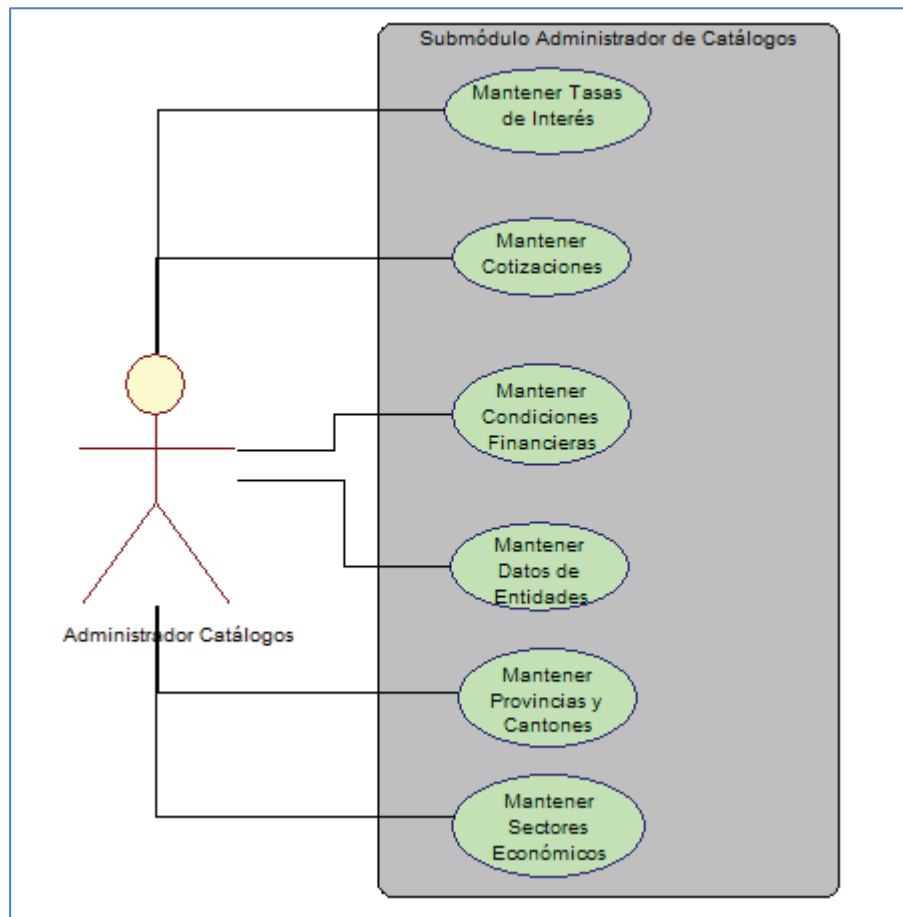 Submódulo Administrador de Catálogos
Mantener Tasas
de Interés
Mantener
Cotizaciones
Mantener
Condiciones
Financieras
Mantener
Datos de
Entidades
Administrador Catálogos
Mantener
Provincias y
Cantones
Mantener
Sectores
Económicos